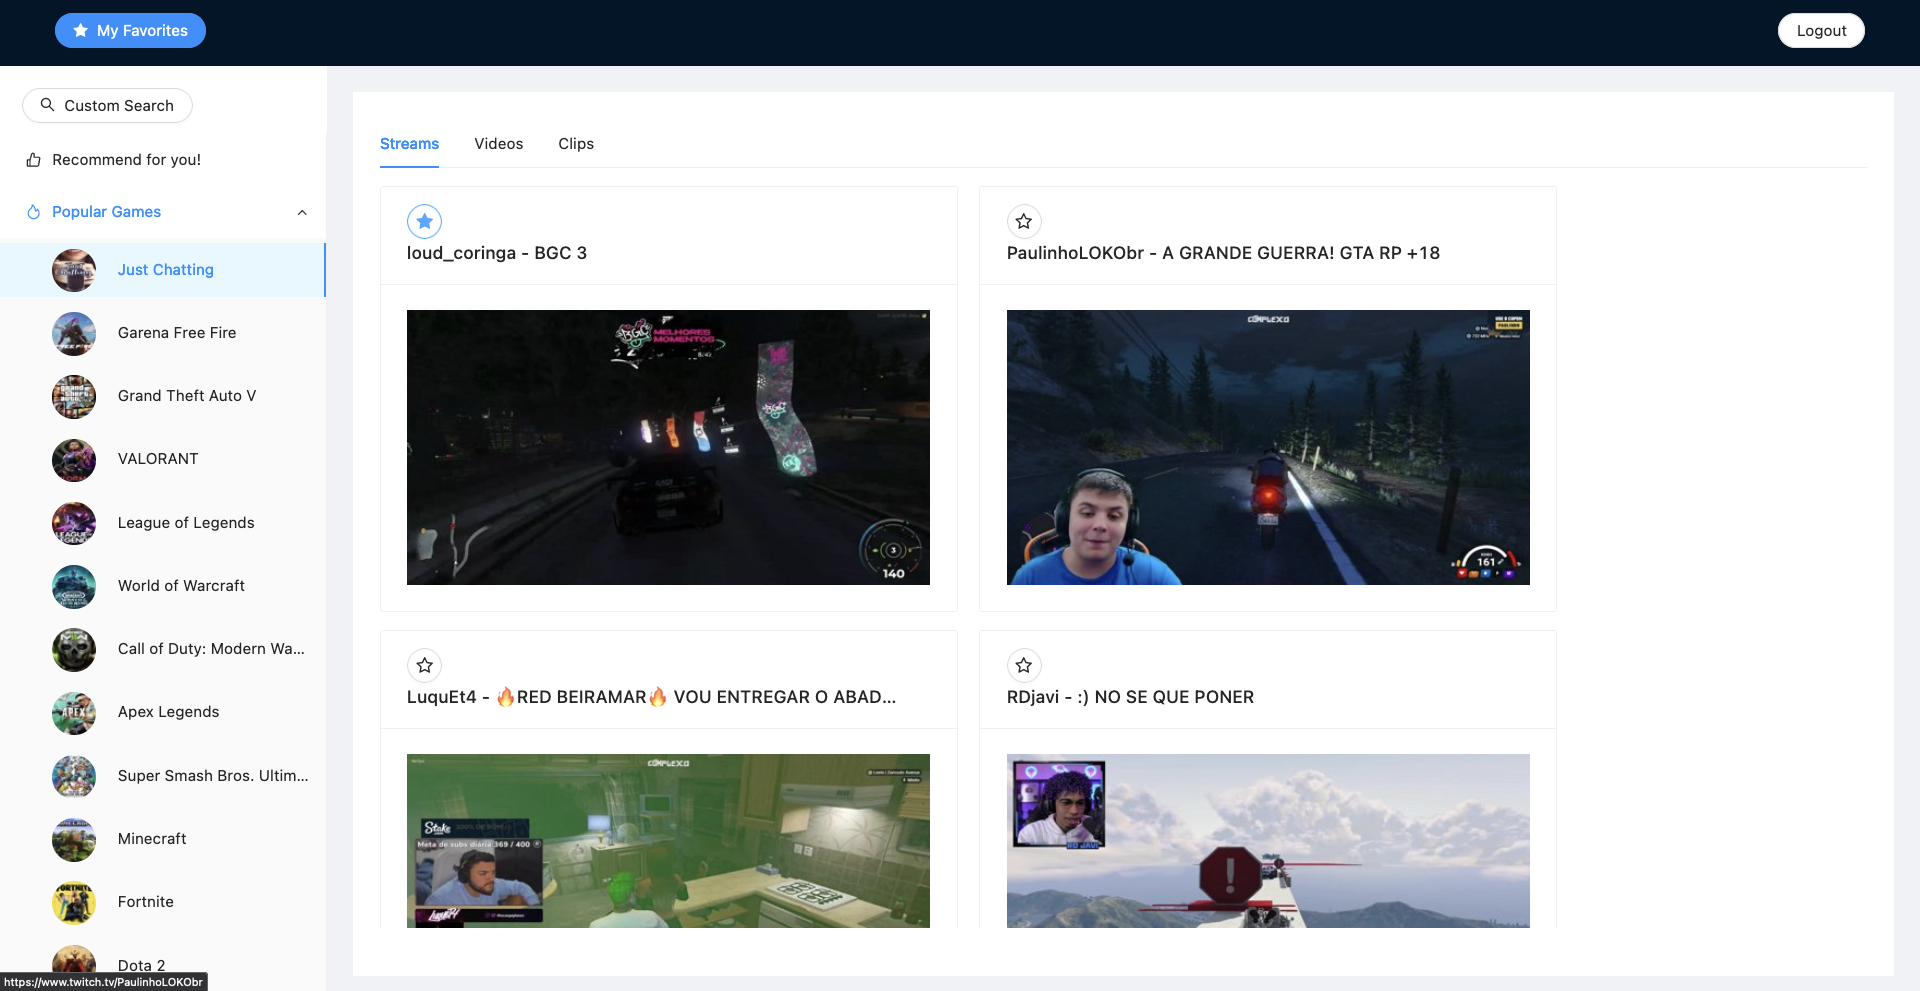 My Favorites
Logout
Custom Search
Recommend for you!
Popular Games
Just Chatting
Garena Free Fire
Grand Theft Auto V
VALORANT
League of Legends
World of Warcraft
Call of Duty: Modern Wa...
Apex Legends
Super Smash Bros. Ultim...
Minecraft
Fortnite
Dota 2
https://www.twitch.tv/PaulinhoLOKObr
Streams
Videos
Clips
loud_coringa - BGC 3
MELHORES
MOMENTOS
3
140
PaulinhoLOKObr - A GRANDE GUERRA! GTA RP +18
COMPLEXO
161
LuquEt4 - 🔥RED BEIRAMAR🔥 VOU ENTREGAR O ABAD...
COMPLEXO
Stake
Meta de subs diária 369 / 400
LUQUET4
RDjavi - :) NO SE QUE PONER
RD JAVI